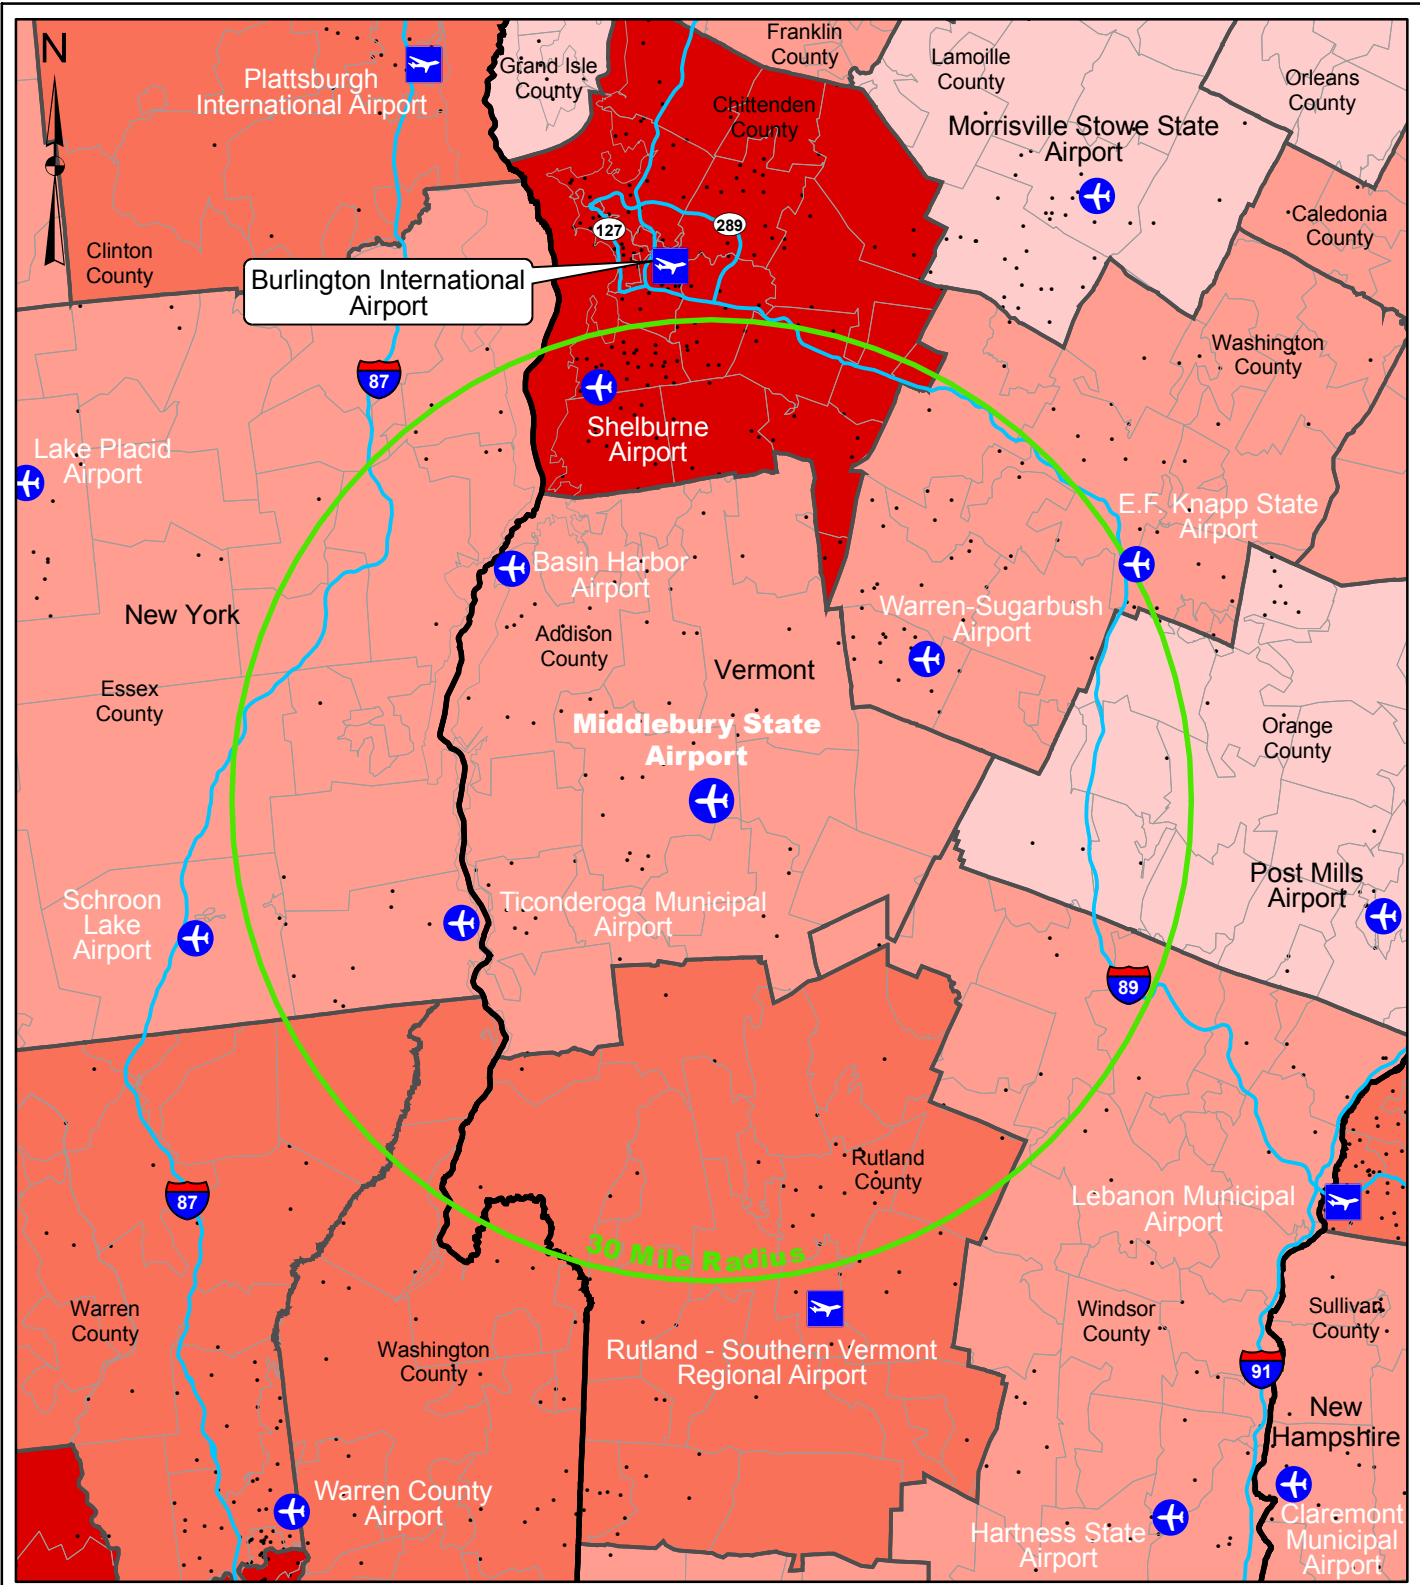 N
Plattsburgh
International Airport
Grand Isle
County
Franklin
County
Lamoille
County
Orleans
County
Chittenden
County
Morrisville Stowe State
Airport
Caledonia
County
Clinton
County
127
289
Burlington International
Airport
Washington
County
87
Shelburne
Airport
Lake Placid
Airport
E.F. Knapp State
Airport
Basin Harbor
Airport
New York
Addison
County
Warren-Sugarbush
Airport
Vermont
Essex
County
Middlebury State
Airport
Orange
County
Post Mills
Airport
Schroon
Lake
Airport
Ticonderoga Municipal
Airport
89
Rutland
County
87
Lebanon Municipal
Airport
30 Mile Radius
Warren
County
Washington
County
Windsor
County
Sullivan
County
Rutland - Southern Vermont
Regional Airport
91
New
Hampshire
Warren County
Airport
Hartness State
Airport
Claremont
Municipal
Airport